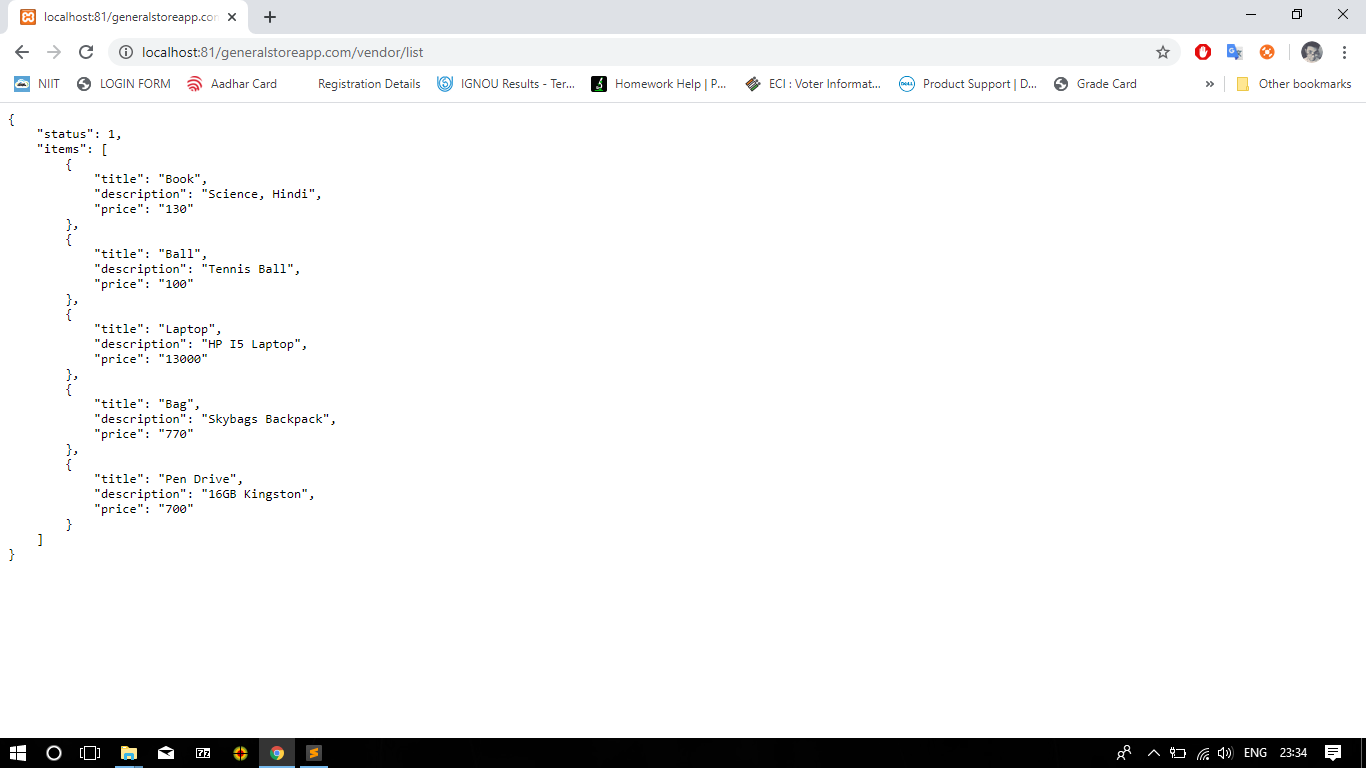 localhost:81/generalstoreapp.con
localhost:81/generalstoreapp.com/vendor/list
NIIT LOGIN FORM Aadhar Card Registration Details IGNOU Results - Ter... Homework Help | P... ECI : Voter Informat... Product Support | D... Grade Card » Other bookmarks
{
    "status": 1,
    "items": [
        {
            "title": "Book",
            "description": "Science, Hindi",
            "price": "130"
        },
        {
            "title": "Ball",
            "description": "Tennis Ball",
            "price": "100"
        },
        {
            "title": "Laptop",
            "description": "HP I5 Laptop",
            "price": "13000"
        },
        {
            "title": "Bag",
            "description": "Skybags Backpack",
            "price": "770"
        },
        {
            "title": "Pen Drive",
            "description": "16GB Kingston",
            "price": "700"
        }
    ]
}
7z ENG 23:34